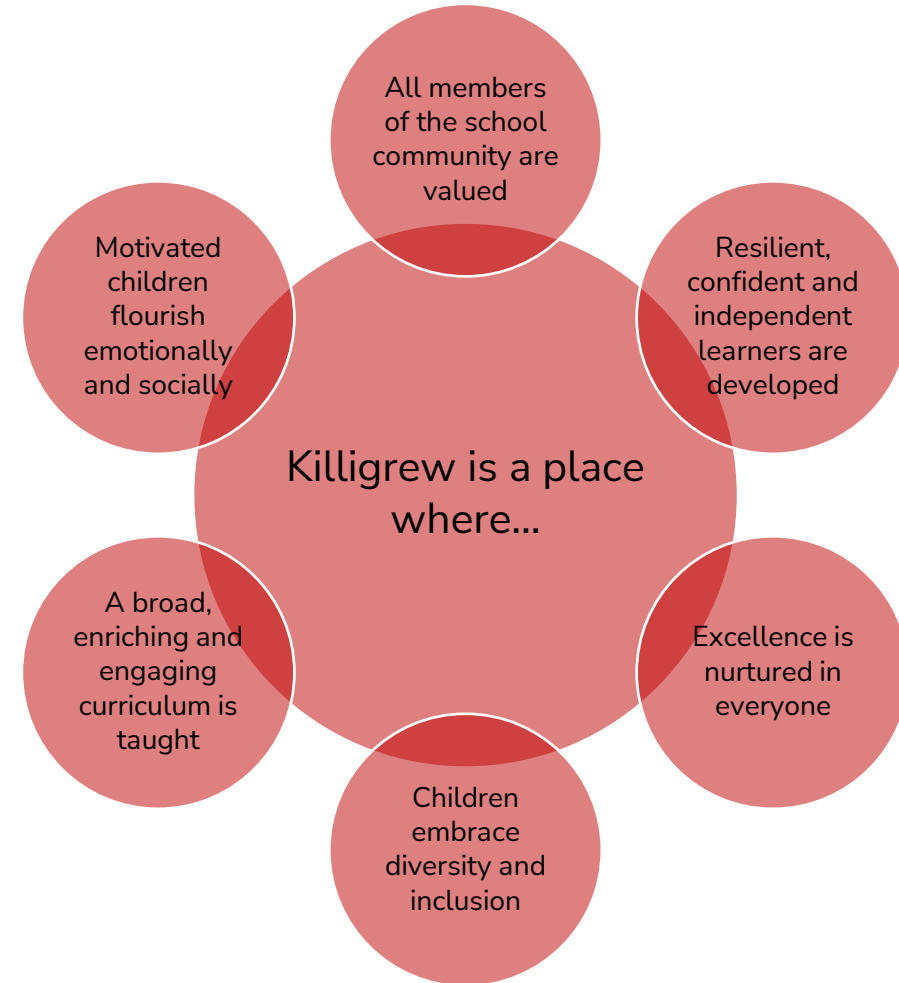 All members
of the school
community are
valued
Motivated
children
flourish
emotionally
and socially
Resilient,
confident and
independent
learners are
developed
Killigrew is a place
where...
A broad,
enriching and
engaging
curriculum is
taught
Excellence is
nurtured in
everyone
Children
embrace
diversity and
inclusion